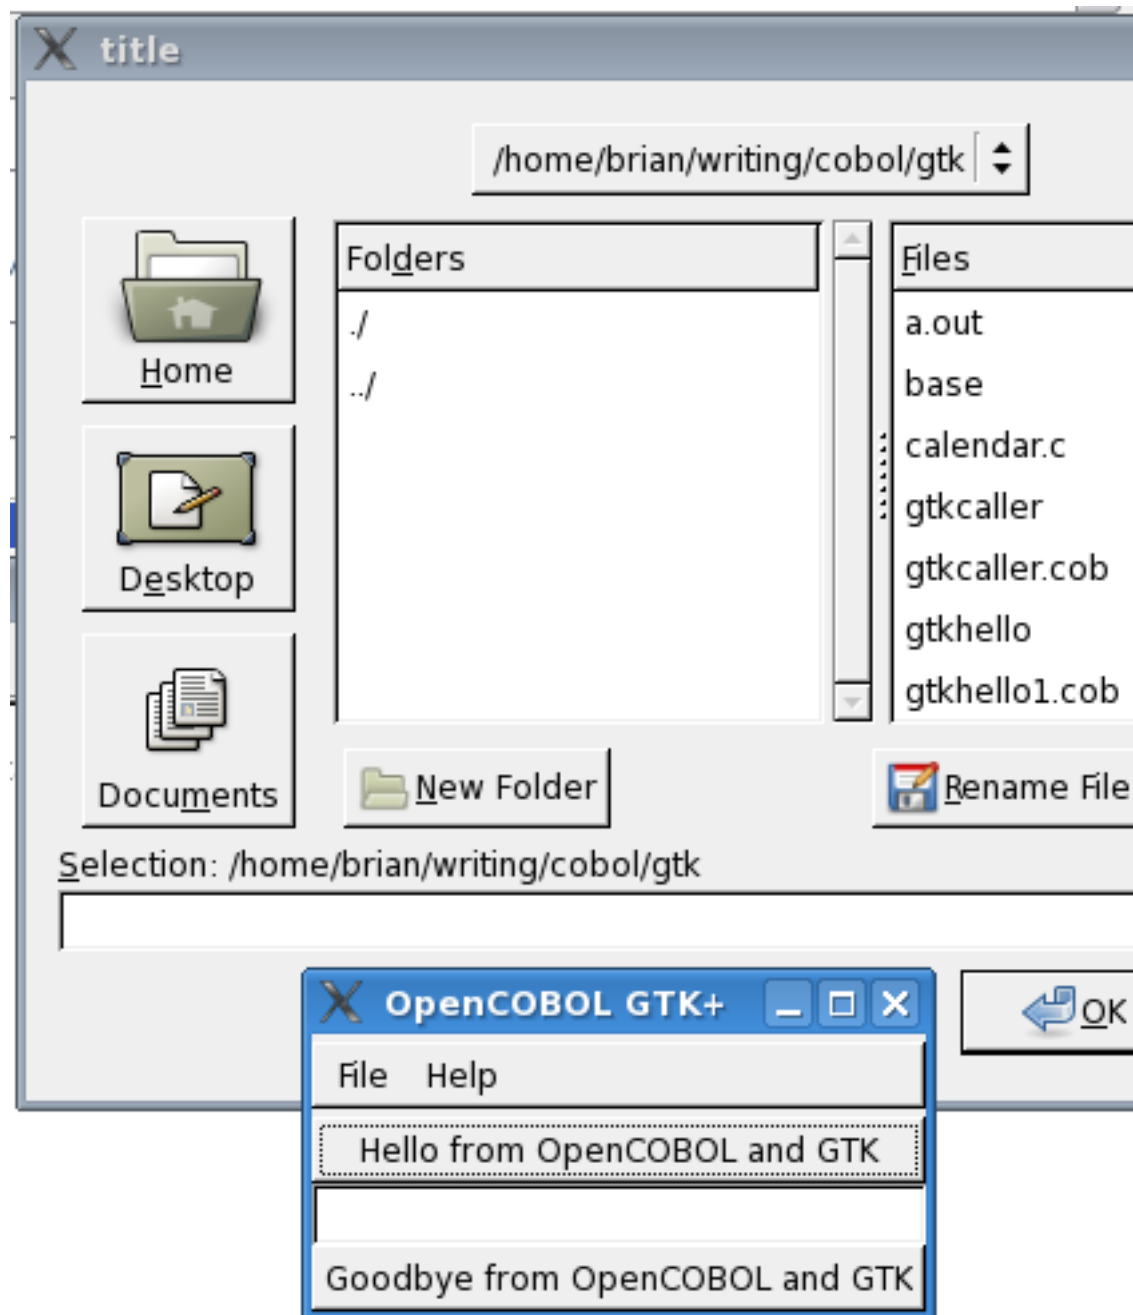 title
/home/brian/writing/cobol/gtk
Home
Desktop
Documents
Folders
./
../
Files
a.out
base
calendar.c
gtkcaller
gtkcaller.cob
gtkhello
gtkhello1.cob
New Folder
Rename File
Selection: /home/brian/writing/cobol/gtk
OK
OpenCOBOL GTK+
File Help
Hello from OpenCOBOL and GTK
Goodbye from OpenCOBOL and GTK